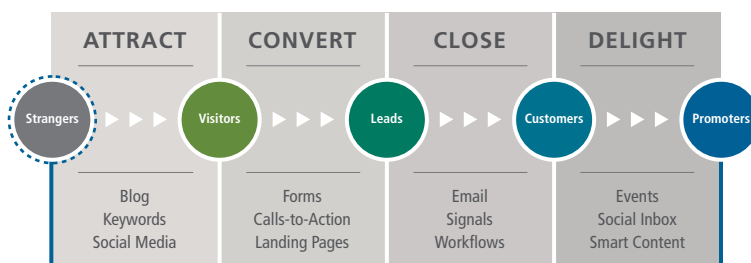 ATTRACT
CONVERT
CLOSE
DELIGHT
Strangers
Visitors
Leads
Customers
Promoters
Blog
Keywords
Social Media
Forms
Calls-to-Action
Landing Pages
Email
Signals
Workflows
Events
Social Inbox
Smart Content